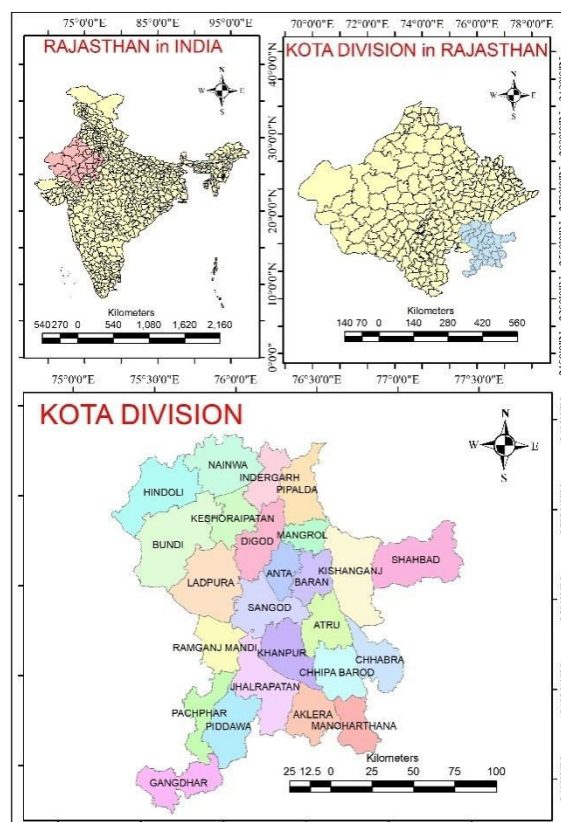 75°0'0"E 85°0'0"E 95°0'0"E
70°0'0"E 72°0'0"E 74°0'0"E 76°0'0"E 78°0'0"E
RAJASTHAN in INDIA
KOTA DIVISION in RAJASTHAN
N
W E
S
N
W E
S
40°0'0"N
30°0'0"N
20°0'0"N
10°0'0"N
0°0'0"
Kilometers
540 270 0 540 1,080 1,620 2,160
Kilometers
140 70 0 140 280 420 560
75°0'0"E 75°30'0"E 76°0'0"E 76°30'0"E 77°0'0"E 77°30'0"E
KOTA DIVISION
N
W E
S
NAINWA
INDERGARH
HINDOLI
PIPALDA
KESHORAIPATAN
BUNDI
DIGOD
MANGROL
SHAHBAD
LADPURA
ANTA
BARAN
KISHANGANJ
SANGOD
ATRU
RAMGANJ MANDI
KHANPUR
CHHABRA
CHHIPA BAROD
JHALRAPATAN
PACHPHAR
AKLERA
PIDDAWA
MANOHARTHANA
GANGDHAR
Kilometers
25 12.5 0 25 50 75 100